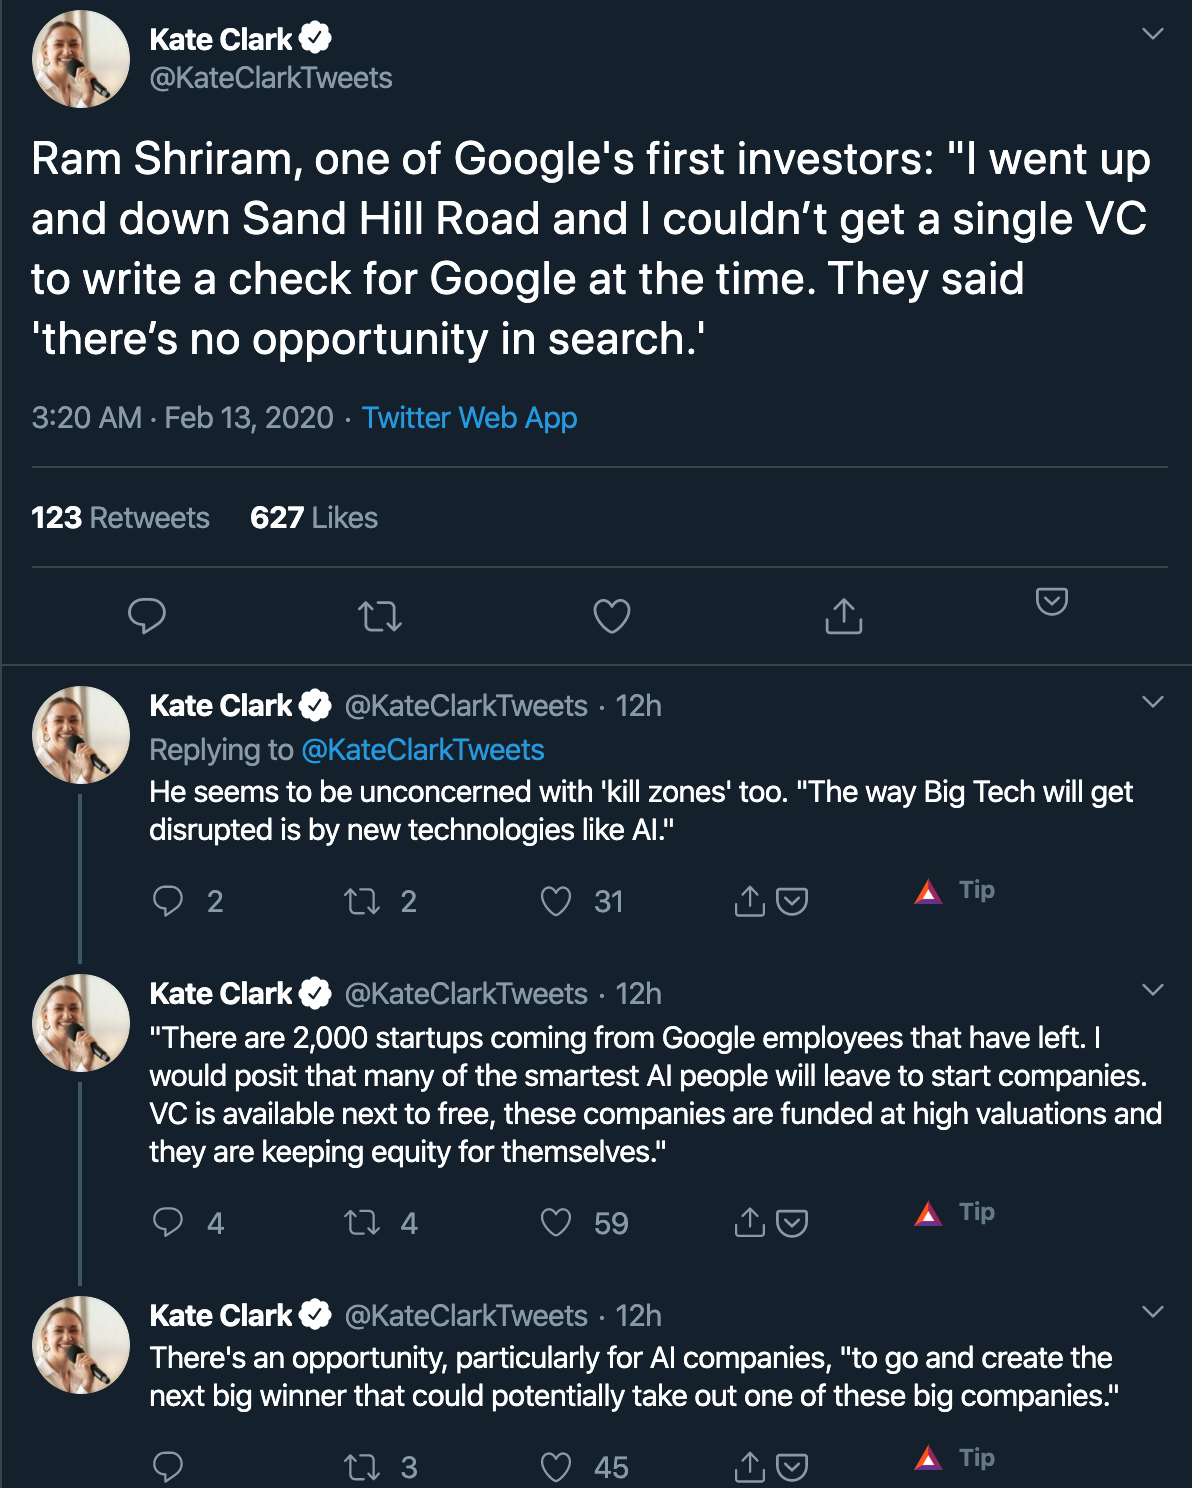 Kate Clark
@KateClarkTweets
Ram Shriram, one of Google's first investors: "I went up
and down Sand Hill Road and I couldn’t get a single VC
to write a check for Google at the time. They said
'there’s no opportunity in search.'
3:20 AM · Feb 13, 2020 · Twitter Web App
123 Retweets 627 Likes
Kate Clark @KateClarkTweets · 12h
Replying to @KateClarkTweets
He seems to be unconcerned with 'kill zones' too. "The way Big Tech will get
disrupted is by new technologies like AI."
2 2 31 Tip
Kate Clark @KateClarkTweets · 12h
"There are 2,000 startups coming from Google employees that have left. I
would posit that many of the smartest AI people will leave to start companies.
VC is available next to free, these companies are funded at high valuations and
they are keeping equity for themselves."
4 4 59 Tip
Kate Clark @KateClarkTweets · 12h
There's an opportunity, particularly for AI companies, "to go and create the
next big winner that could potentially take out one of these big companies."
3 45 Tip